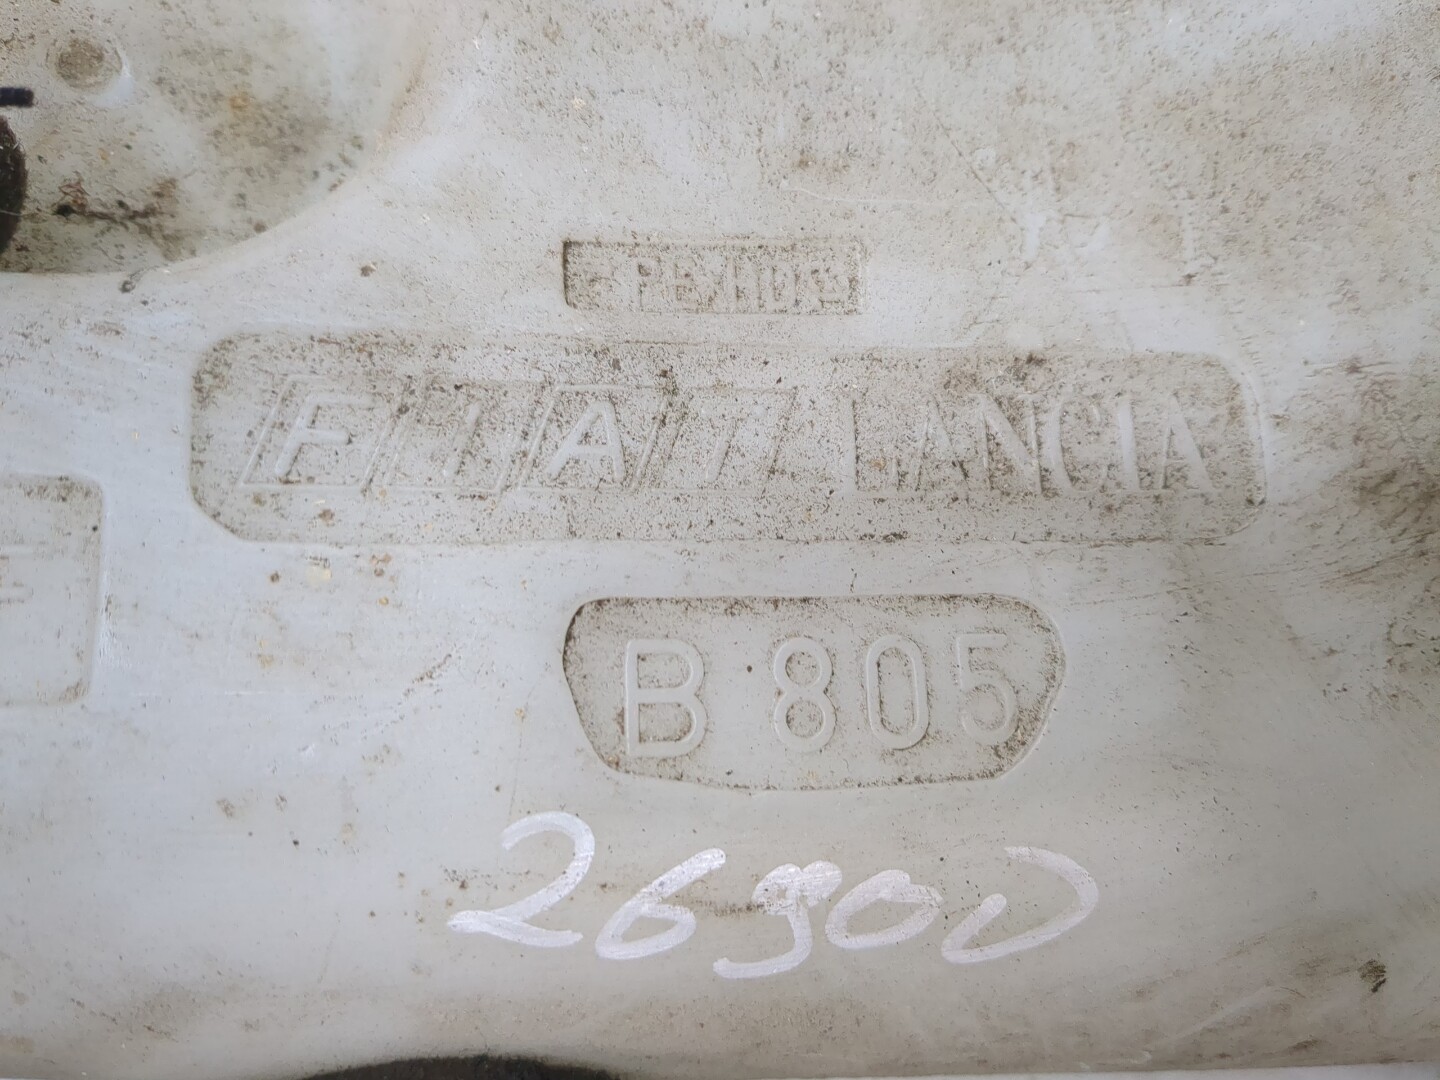 PE-HD
FIAT LANCIA
B 805
26900